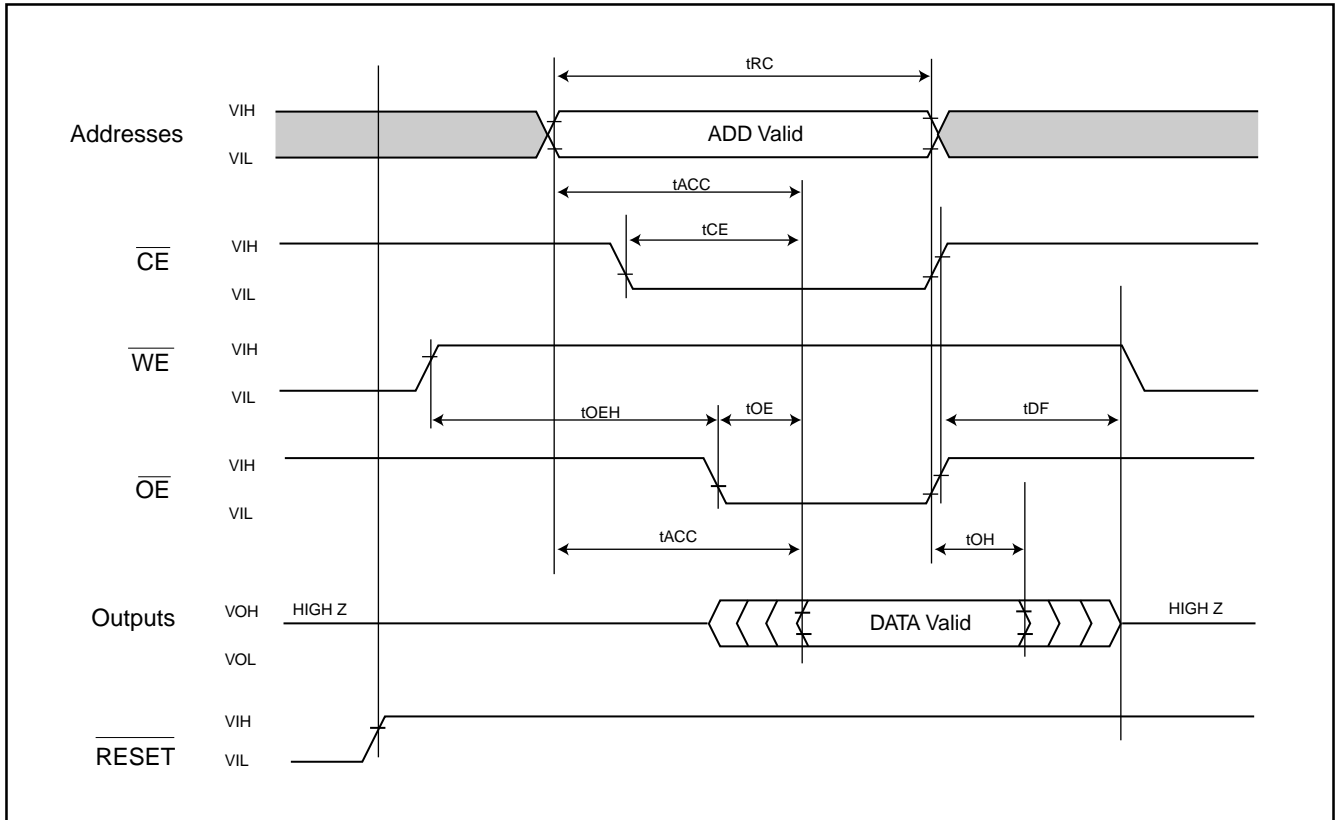 tRC
VIH
Addresses
ADD Valid
VIL
tACC
tCE
VIH
CE
VIL
VIH
WE
VIL
tOEH
tOE
tDF
VIH
OE
VIL
tACC
tOH
VOH
HIGH Z
HIGH Z
Outputs
DATA Valid
VOL
VIH
RESET
VIL